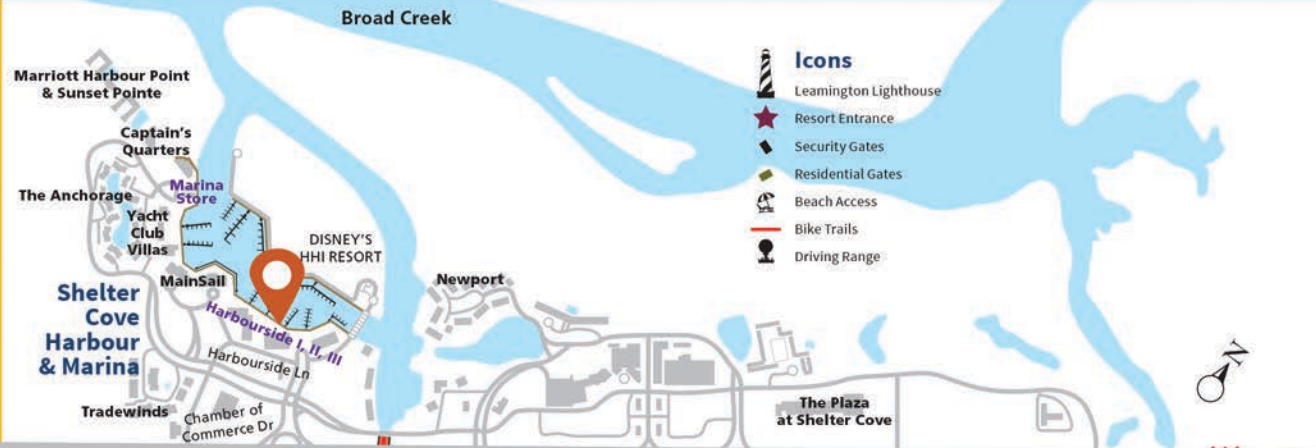 Broad Creek
Marriott Harbour Point
& Sunset Pointe
Captain's
Quarters
Marina
Store
The Anchorage
Yacht
Club
Villas
DISNEY'S
HHI RESORT
MainSail
Newport
Shelter
Cove
Harbour
& Marina
Harbourside I, II, III
Harbourside Ln
Tradewinds
Chamber of
Commerce Dr
The Plaza
at Shelter Cove
Icons
Leamington Lighthouse
Resort Entrance
Security Gates
Residential Gates
Beach Access
Bike Trails
Driving Range
N